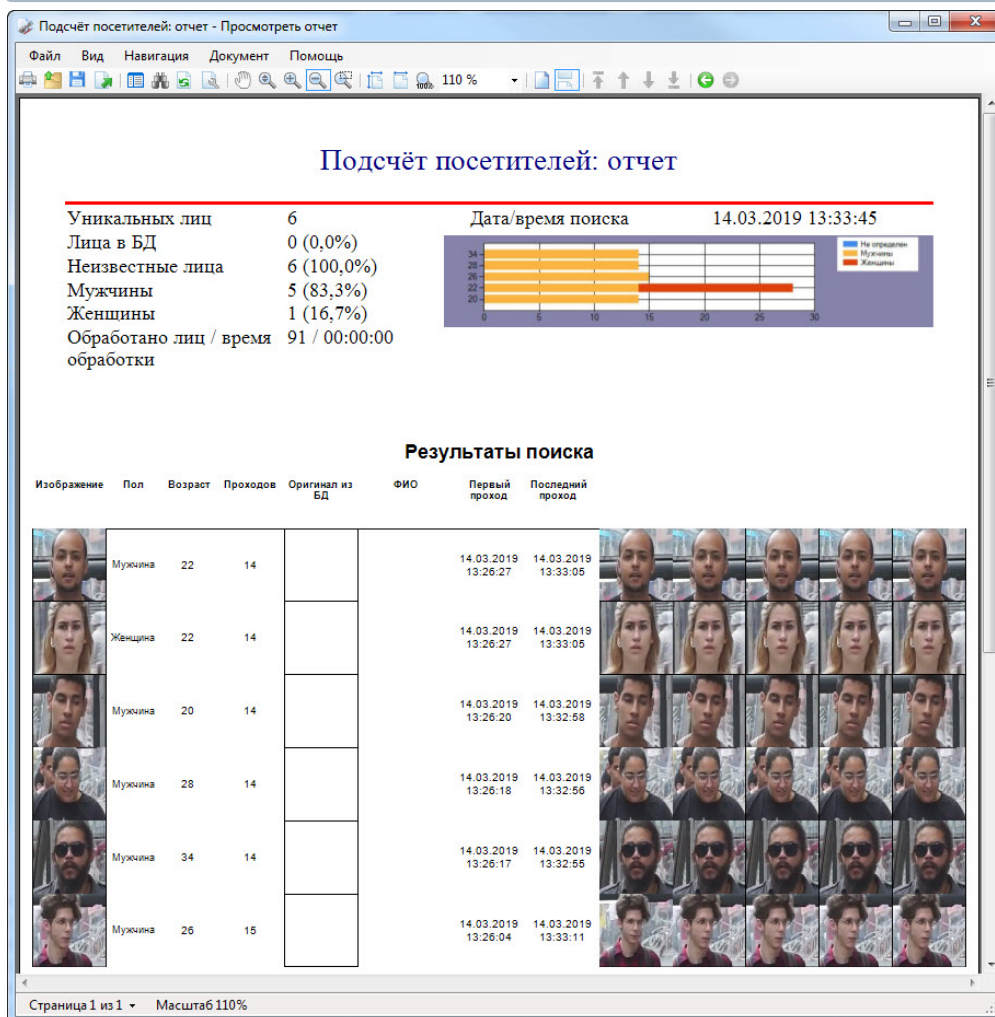 Подсчёт посетителей: отчет - Просмотреть отчет
Файл Вид Навигация Документ Помощь
100% 110 %
Подсчёт посетителей: отчет
Уникальных лиц 6 Дата/время поиска 14.03.2019 13:33:45
Лица в БД 0 (0,0%)
Неизвестные лица 6 (100,0%)
Мужчины 5 (83,3%)
Женщины 1 (16,7%)
Обработано лиц / время 91 / 00:00:00
обработки
Не определен
Мужчины
Женщины
34
28
26
22
20
0 5 10 15 20 25 30
Результаты поиска
Изображение Пол Возраст Проходов Оригинал из ФИО Первый Последний
БД проход проход
Мужчина 22 14 14.03.2019 14.03.2019
13:26:27 13:33:05
Женщина 22 14 14.03.2019 14.03.2019
13:26:27 13:33:05
Мужчина 20 14 14.03.2019 14.03.2019
13:26:20 13:32:58
Мужчина 28 14 14.03.2019 14.03.2019
13:26:18 13:32:56
Мужчина 34 14 14.03.2019 14.03.2019
13:26:17 13:32:55
Мужчина 26 15 14.03.2019 14.03.2019
13:26:04 13:33:11
Страница 1 из 1 Масштаб 110%